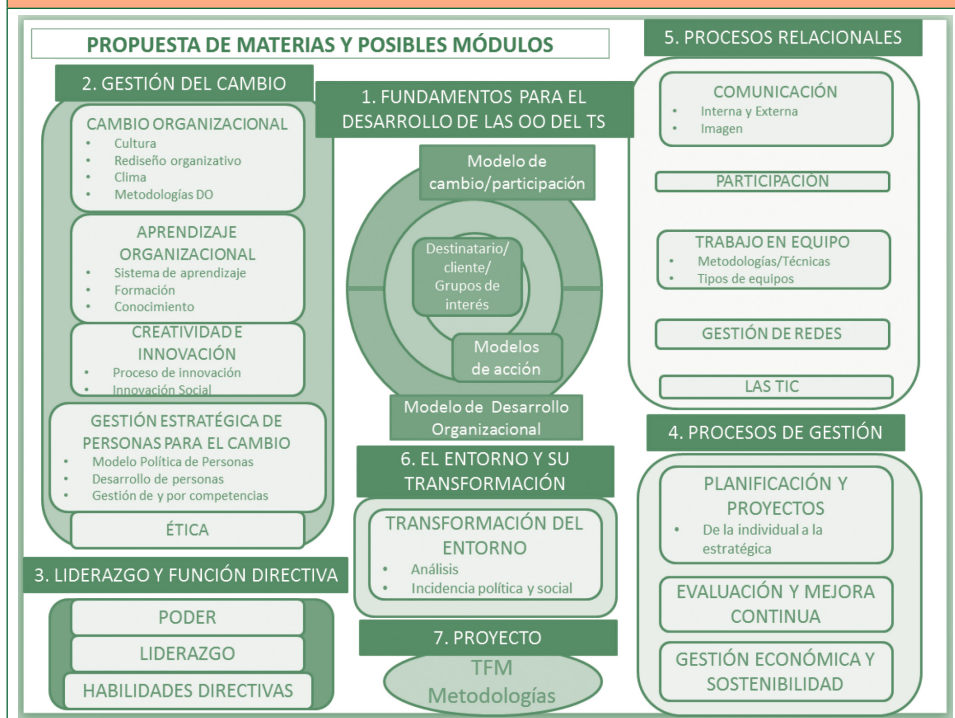 PROPUESTA DE MATERIAS Y POSIBLES MÓDULOS
1. FUNDAMENTOS PARA EL
DESARROLLO DE LAS OO DEL TS
Modelo de
cambio/participación
Destinatario/
cliente/
Grupos de
interés
Modelos
de acción
Modelo de Desarrollo
Organizacional
2. GESTIÓN DEL CAMBIO
CAMBIO ORGANIZACIONAL
• Cultura
• Rediseño organizativo
• Clima
• Metodologías DO
APRENDIZAJE
ORGANIZACIONAL
• Sistema de aprendizaje
• Formación
• Conocimiento
CREATIVIDAD E
INNOVACIÓN
• Proceso de innovación
• Innovación Social
GESTIÓN ESTRATÉGICA DE
PERSONAS PARA EL CAMBIO
• Modelo Política de Personas
• Desarrollo de personas
• Gestión de y por competencias
ÉTICA
3. LIDERAZGO Y FUNCIÓN DIRECTIVA
PODER
LIDERAZGO
HABILIDADES DIRECTIVAS
4. PROCESOS DE GESTIÓN
PLANIFICACIÓN Y
PROYECTOS
• De la individual a la
estratégica
EVALUACIÓN Y MEJORA
CONTINUA
GESTIÓN ECONÓMICA Y
SOSTENIBILIDAD
5. PROCESOS RELACIONALES
COMUNICACIÓN
• Interna y Externa
• Imagen
PARTICIPACIÓN
TRABAJO EN EQUIPO
• Metodologías/Técnicas
• Tipos de equipos
GESTIÓN DE REDES
LAS TIC
6. EL ENTORNO Y SU
TRANSFORMACIÓN
TRANSFORMACIÓN DEL
ENTORNO
• Análisis
• Incidencia política y social
7. PROYECTO
TFM
Metodologías